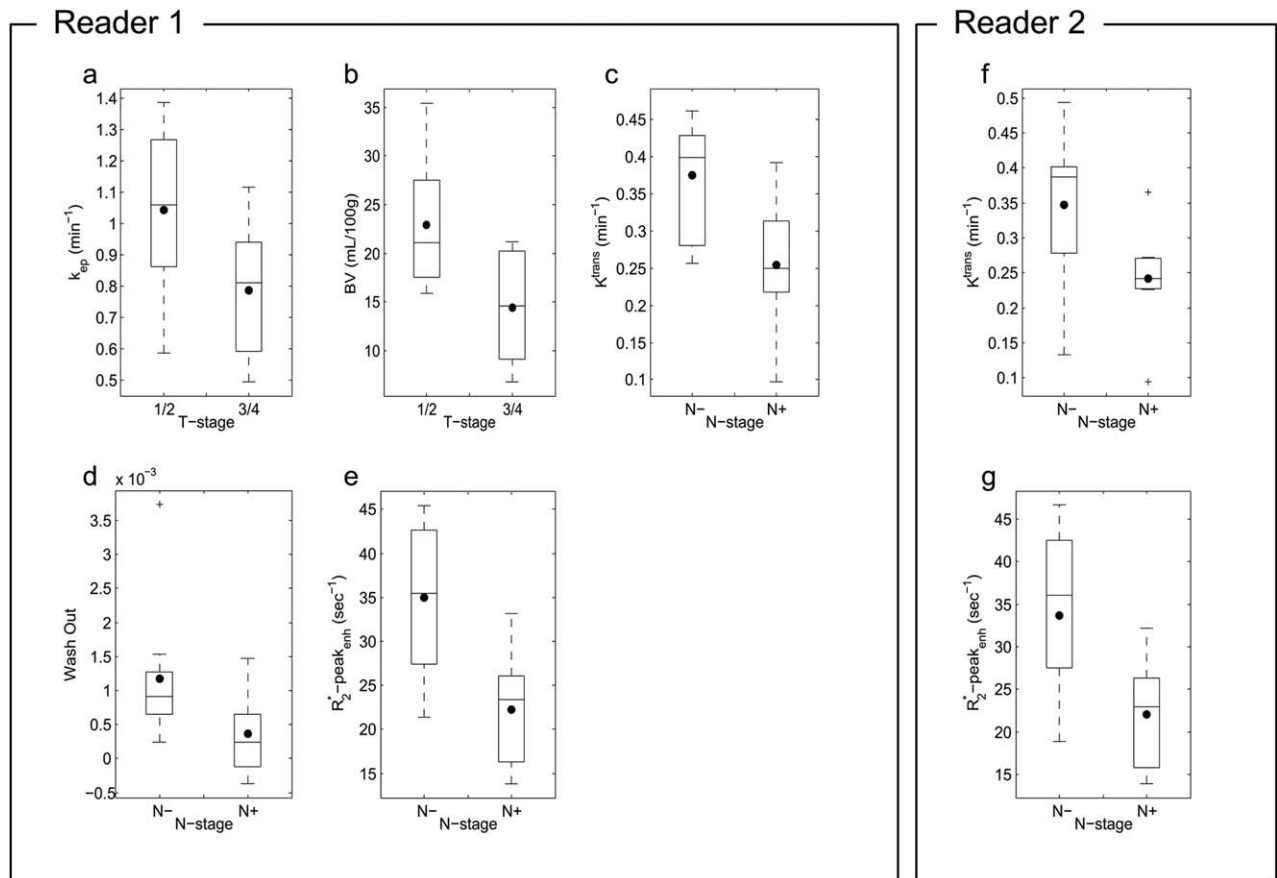 Reader 1
a
k_ep (min⁻¹)
1.4
1.3
1.2
1.1
1
0.9
0.8
0.7
0.6
0.5
1/2 3/4
T−stage
b
BV (mL/100g)
35
30
25
20
15
10
1/2 3/4
T−stage
c
K^trans (min⁻¹)
0.45
0.4
0.35
0.3
0.25
0.2
0.15
0.1
N− N+
N−stage
d
x 10⁻³
Wash Out
3.5
3
2.5
2
1.5
1
0.5
0
−0.5
N− N+
N−stage
e
R₂*−peak_enh (sec⁻¹)
45
40
35
30
25
20
15
N− N+
N−stage
Reader 2
f
K^trans (min⁻¹)
0.5
0.45
0.4
0.35
0.3
0.25
0.2
0.15
0.1
N− N+
N−stage
g
R₂*−peak_enh (sec⁻¹)
45
40
35
30
25
20
15
N− N+
N−stage